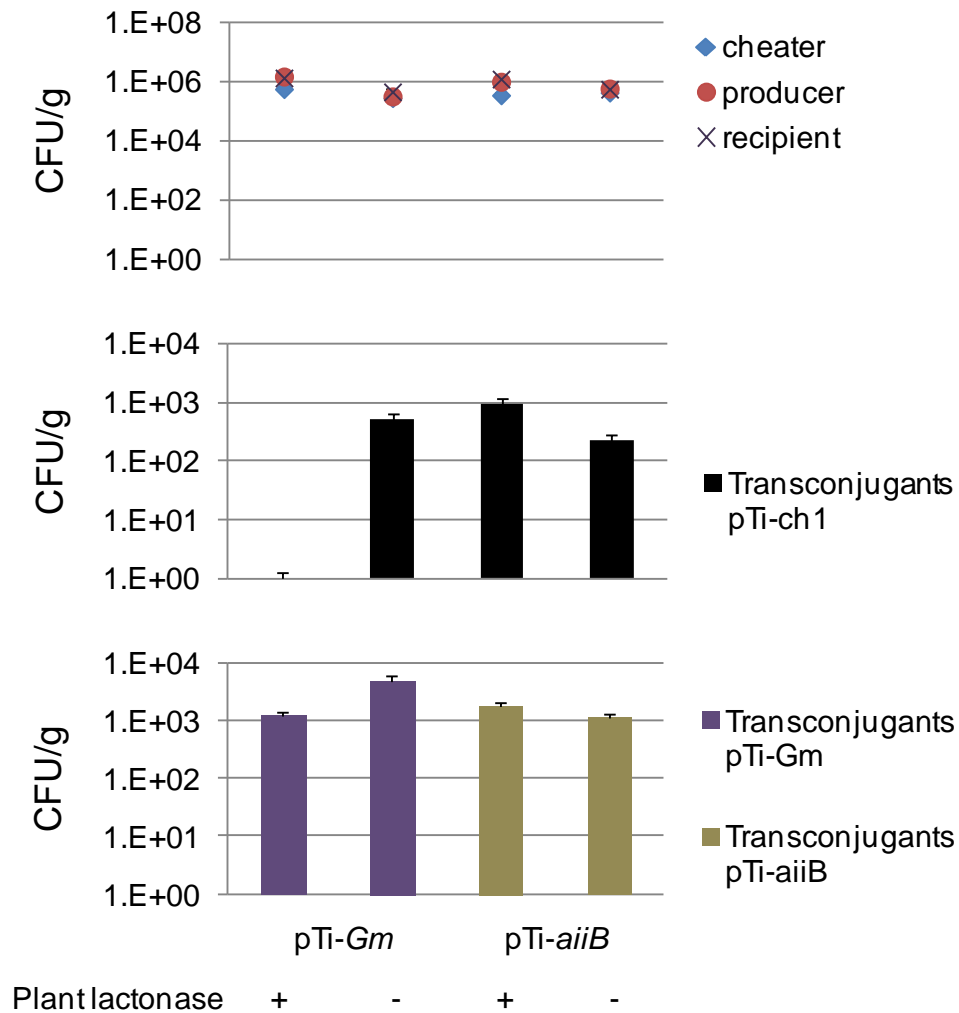 1.E+08
1.E+06
1.E+04
1.E+02
1.E+00
CFU/g
cheater
producer
recipient
1.E+04
1.E+03
1.E+02
1.E+01
1.E+00
CFU/g
Transconjugants
pTi-ch1
1.E+04
1.E+03
1.E+02
1.E+01
1.E+00
CFU/g
Transconjugants
pTi-Gm
Transconjugants
pTi-aiiB
pTi-Gm pTi-aiiB
Plant lactonase + - + -